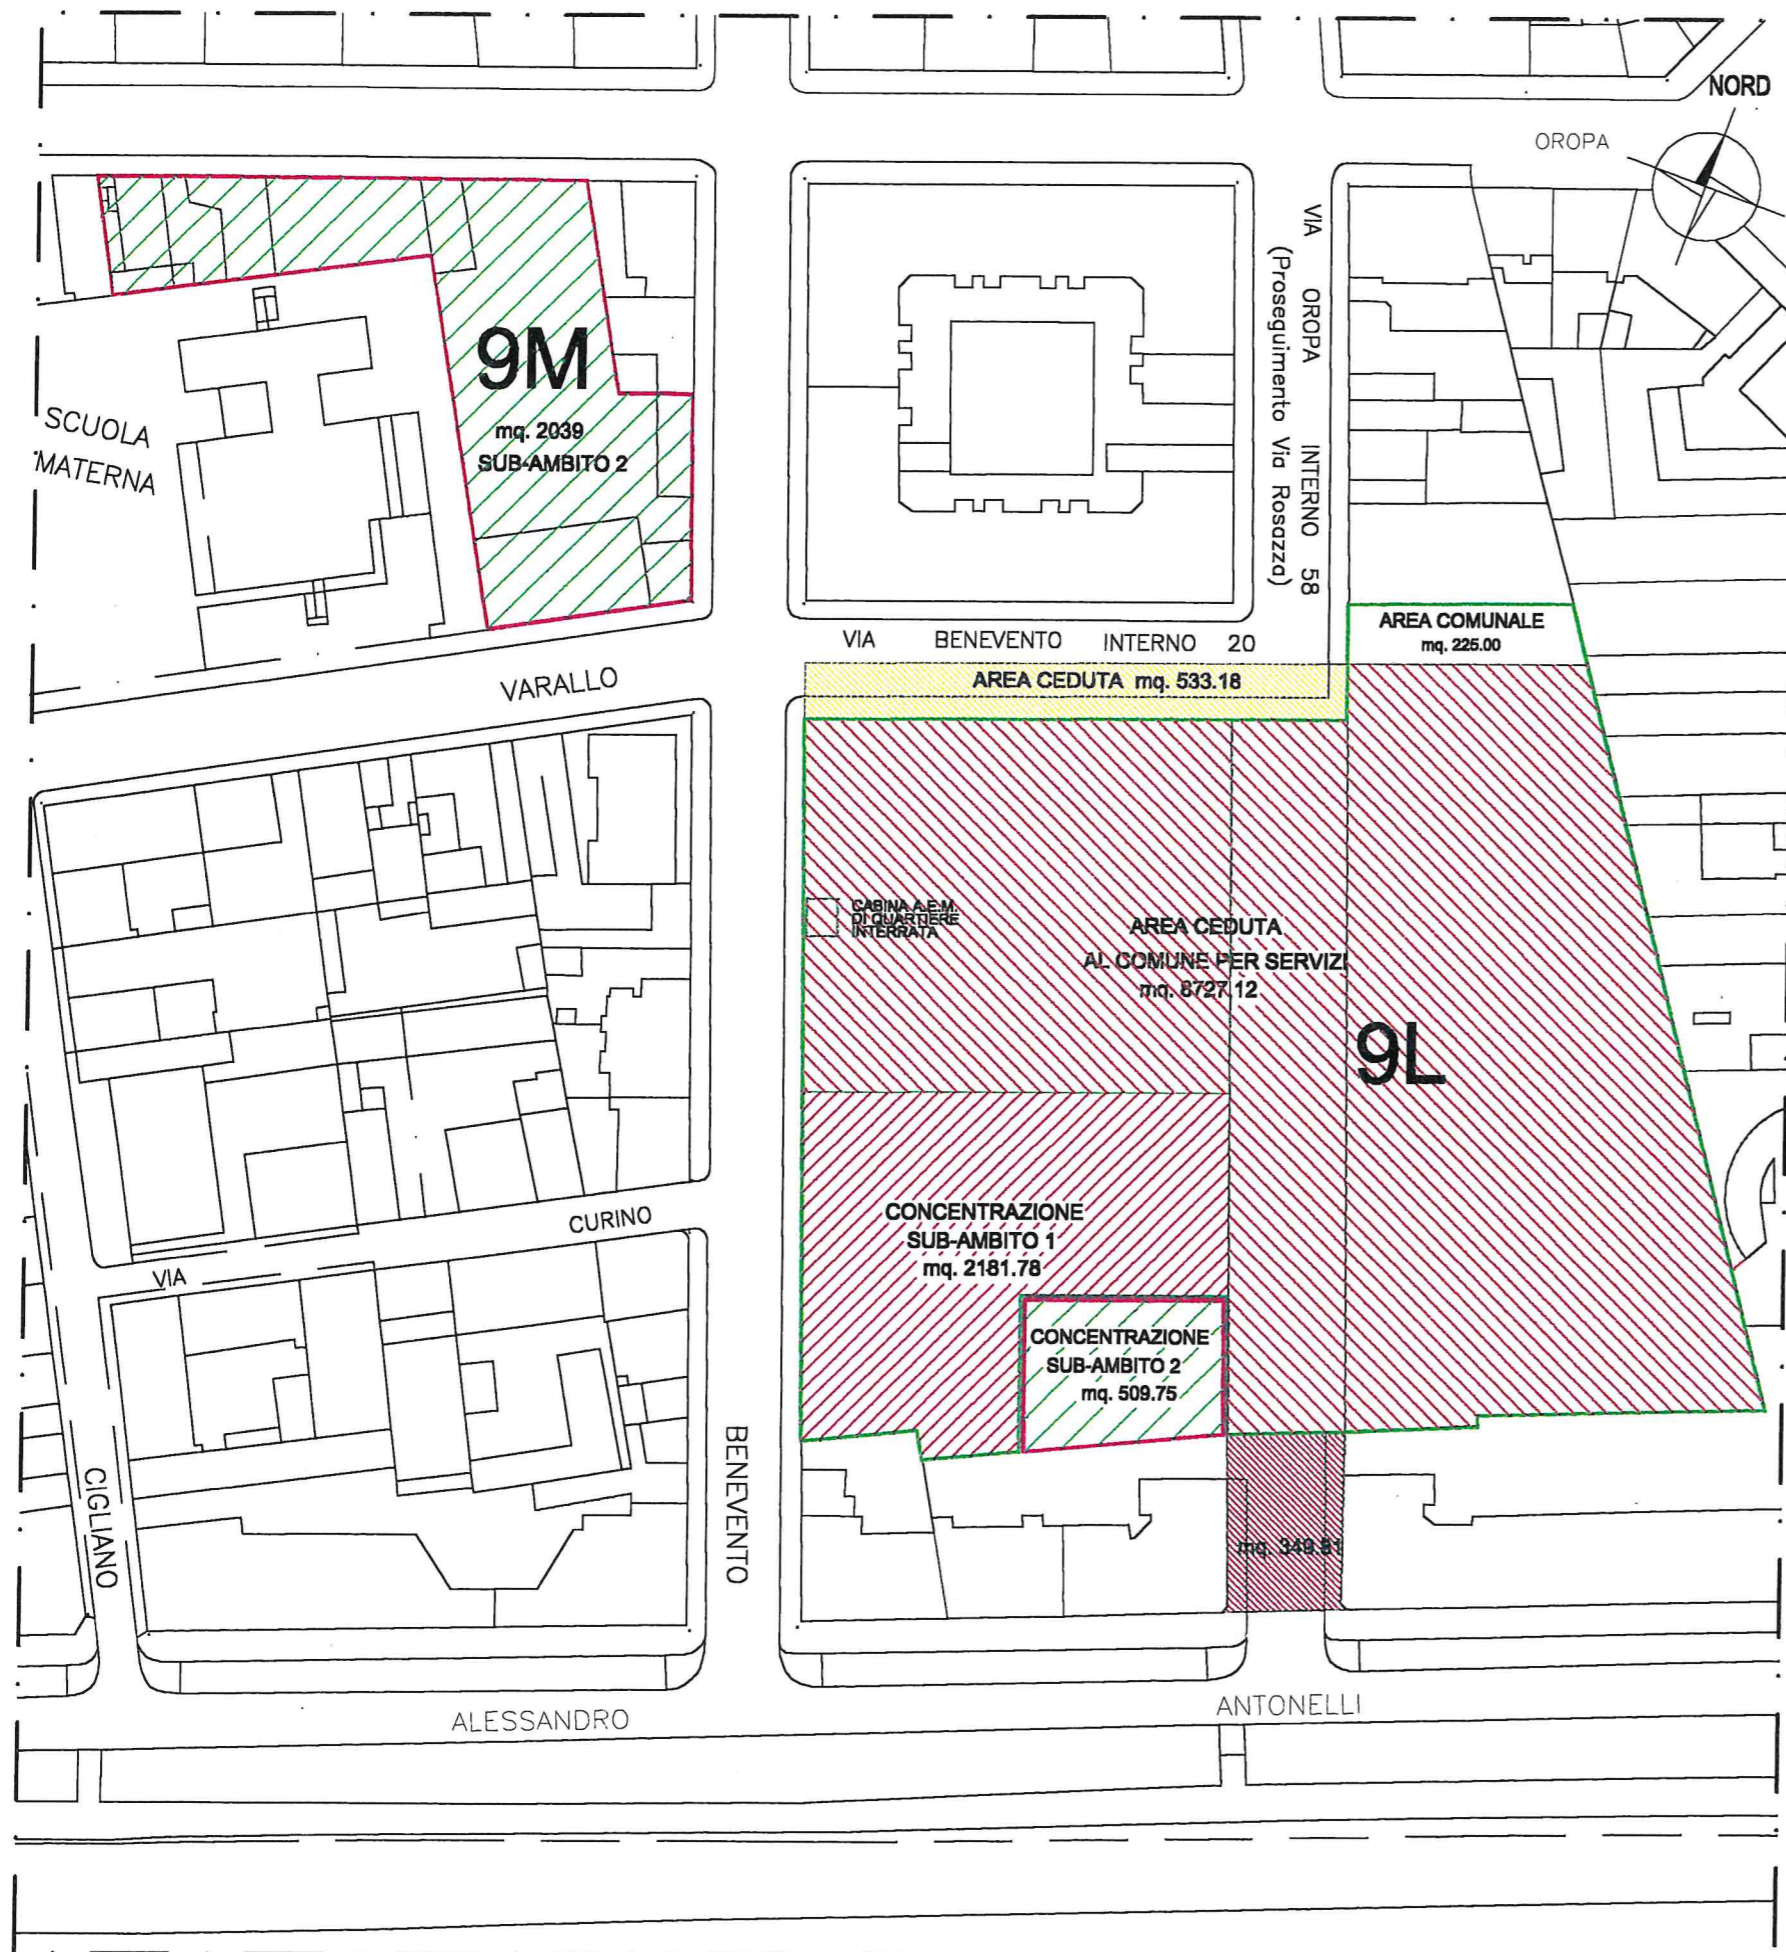 NORD
OROPA
VIA OROPA INTERNO 58
(Proseguimento Via Rosazza)
9M
mq. 2039
SUB-AMBITO 2
SCUOLA
MATERNA
AREA COMUNALE
mq. 225.00
VIA BENEVENTO INTERNO 20
AREA CEDUTA mq. 533.18
VARALLO
CABINA A.E.M.
DI QUARTIERE
INTERRATA
AREA CEDUTA
AL COMUNE PER SERVIZI
mq. 8727.12
9L
CONCENTRAZIONE
SUB-AMBITO 1
mq. 2181.78
CURINO
VIA
CONCENTRAZIONE
SUB-AMBITO 2
mq. 509.75
CIGLIANO
BENEVENTO
mq. 349.81
ALESSANDRO
ANTONELLI